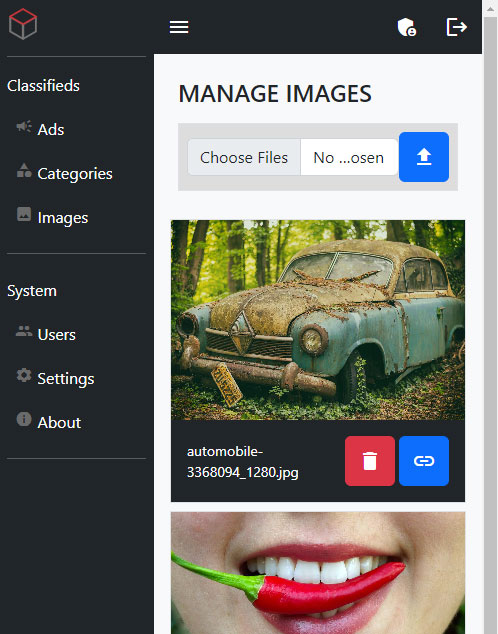 Classifieds
Ads
Categories
Images
System
Users
Settings
About
MANAGE IMAGES
Choose Files
No ...osen
automobile-
3368094_1280.jpg